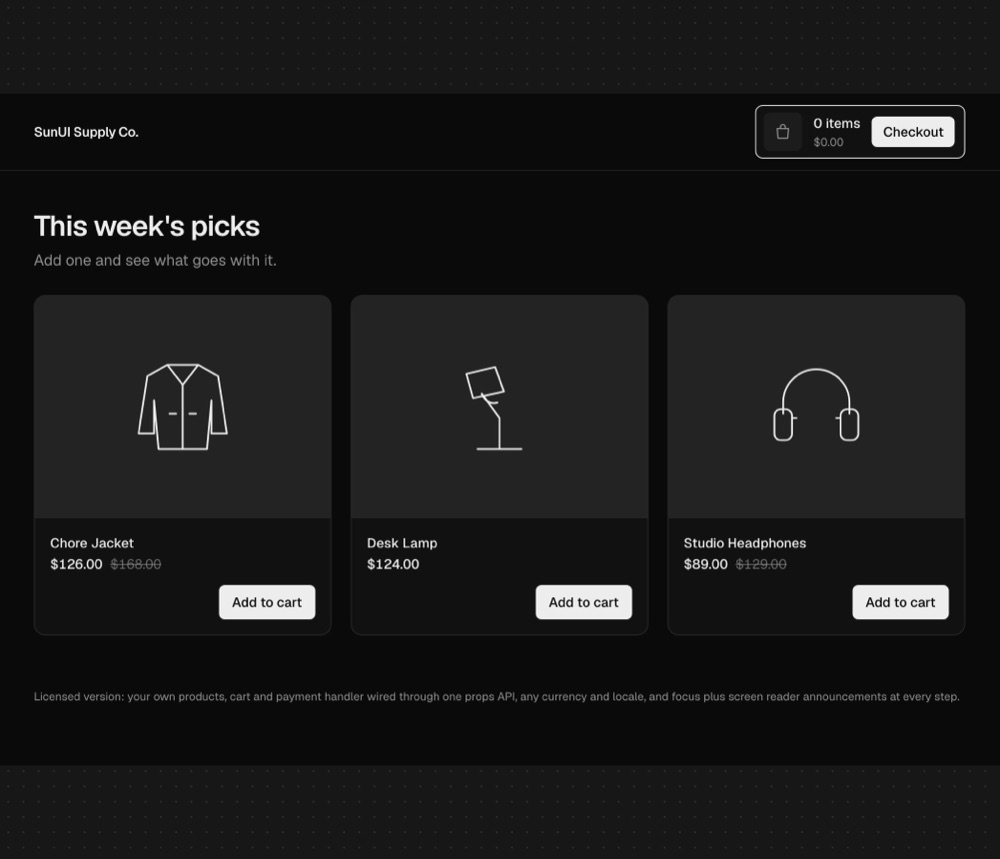 SunUI Supply Co.
0 items
$0.00
Checkout
This week's picks
Add one and see what goes with it.
Chore Jacket
$126.00 $168.00
Add to cart
Desk Lamp
$124.00
Add to cart
Studio Headphones
$89.00 $129.00
Add to cart
Licensed version: your own products, cart and payment handler wired through one props API, any currency and locale, and focus plus screen reader announcements at every step.